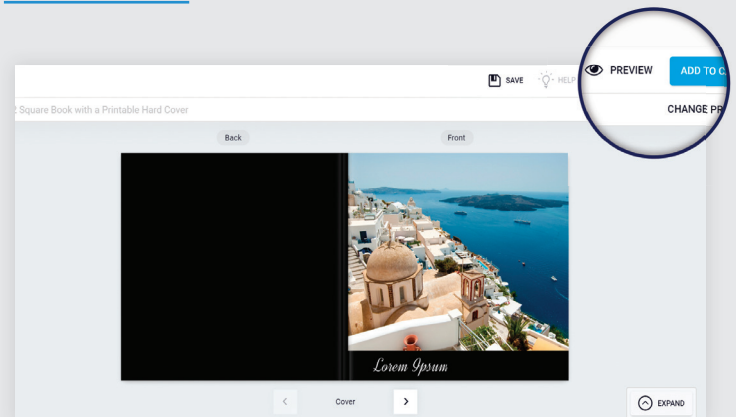 PREVIEW
ADD TO C
SAVE
HELP
CHANGE PR
2 Square Book with a Printable Hard Cover
Back
Front
Lorem Ipsum
Cover
EXPAND